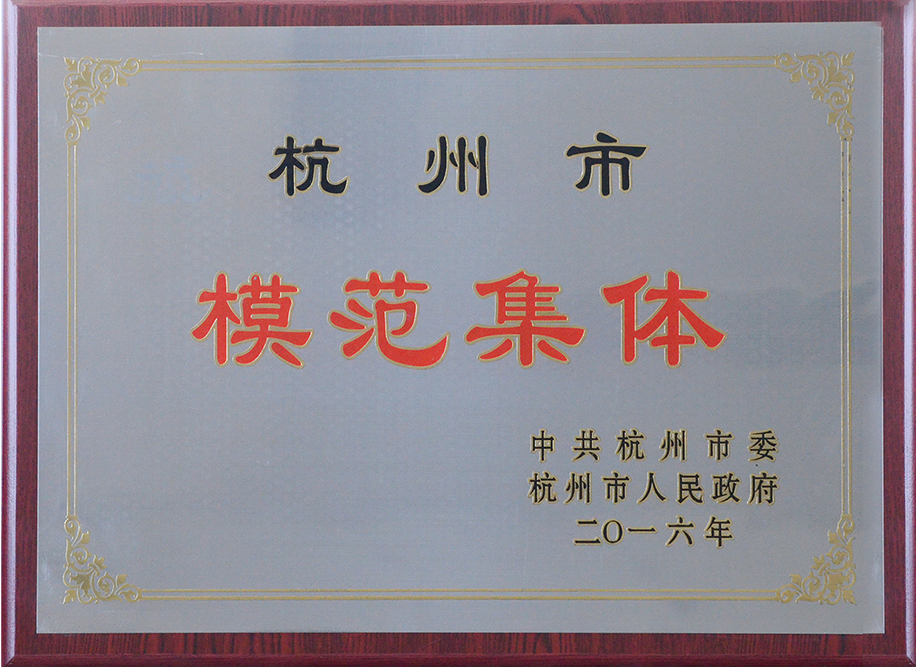 杭州市
模范集体
中共杭州市委
杭州市人民政府
二〇一六年